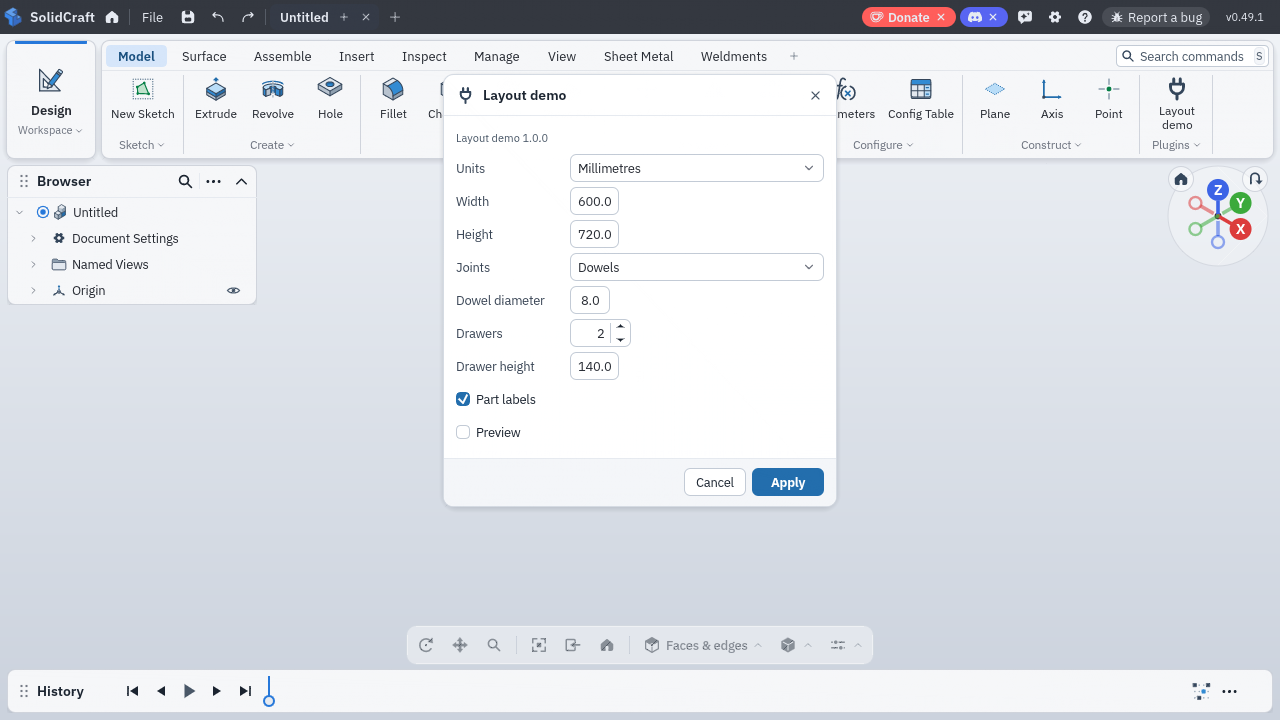 SolidCraft File Untitled Donate Report a bug v0.49.1
Model Surface Assemble Insert Inspect Manage View Sheet Metal Weldments Search commands S
Design
Workspace
New Sketch Extrude Revolve Hole Fillet Config Table Plane Axis Point Layout demo
Sketch Create Configure Construct Plugins
Layout demo
Layout demo 1.0.0
Units Millimetres
Width 600.0
Height 720.0
Joints Dowels
Dowel diameter 8.0
Drawers 2
Drawer height 140.0
Part labels
Preview
Cancel Apply
Browser
Untitled
Document Settings
Named Views
Origin
Z
Y
X
Faces & edges
History